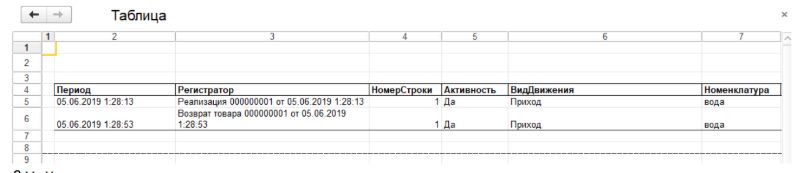 Таблица
1 2 3 4 5 6 7
1
2
3
4 Период Регистратор НомерСтроки Активность ВидДвижения Номенклатура
5 05.06.2019 1:28:13 Реализация 000000001 от 05.06.2019 1:28:13 1 Да Приход вода
Возврат товара 000000001 от 05.06.2019
6 05.06.2019 1:28:53 1:28:53 1 Да Приход вода
7
8
9